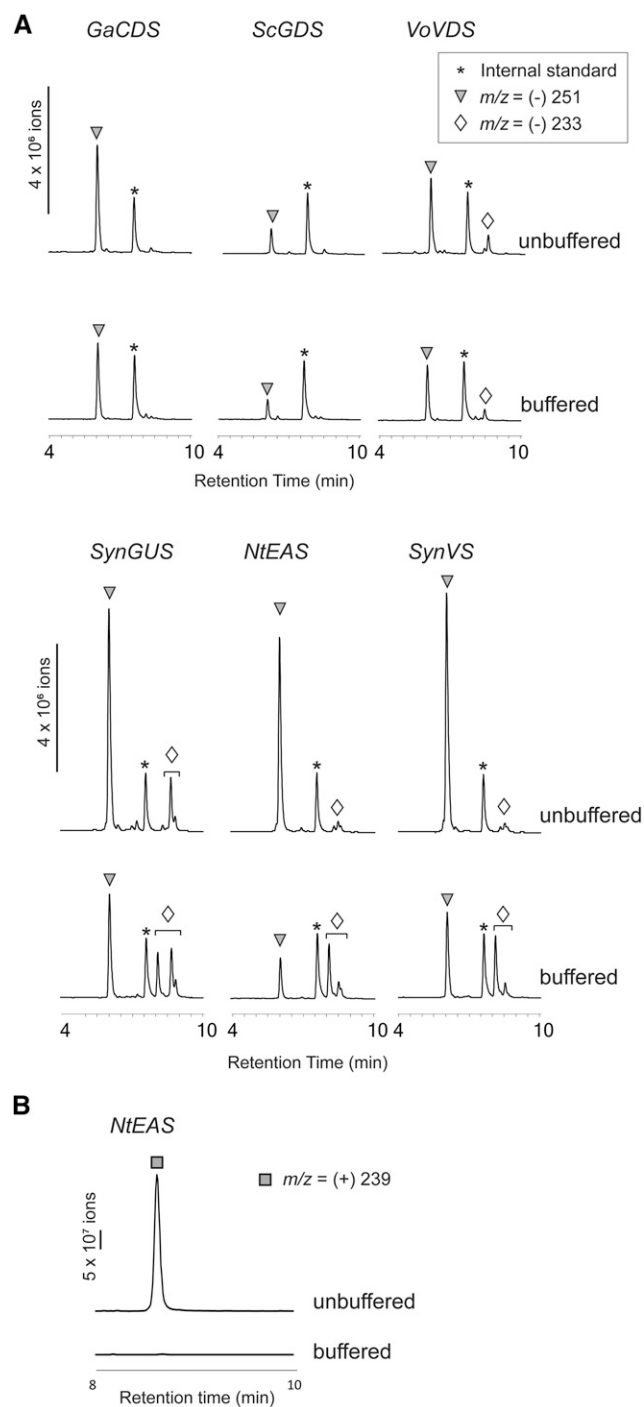 A
GaCDS ScGDS VoVDS
* Internal standard
m/z = (-) 251
m/z = (-) 233
4 x 10⁶ ions
* * *
unbuffered
* * *
buffered
4 10 4 10 4 10
Retention Time (min)
SynGUS NtEAS SynVS
4 x 10⁶ ions
* * *
unbuffered
* * *
buffered
4 10 4 10 4 10
Retention Time (min)
B
NtEAS
m/z = (+) 239
5 x 10⁷ ions
unbuffered
buffered
8 10
Retention time (min)